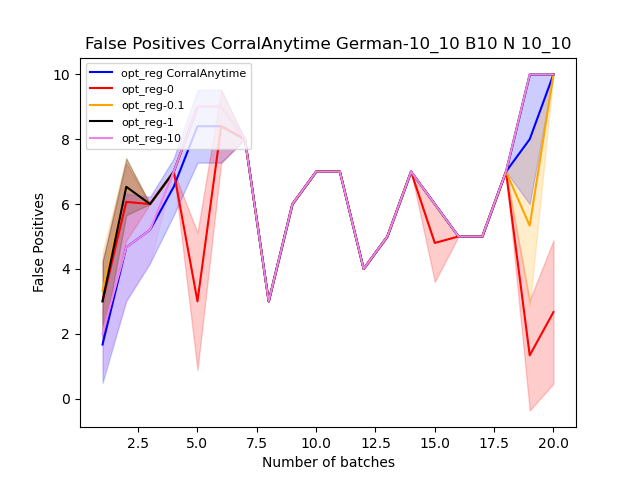 False Positives CorralAnytime German-10_10 B10 N 10_10
opt_reg CorralAnytime
opt_reg-0
opt_reg-0.1
opt_reg-1
opt_reg-10
False Positives
10
8
6
4
2
0
2.5 5.0 7.5 10.0 12.5 15.0 17.5 20.0
Number of batches